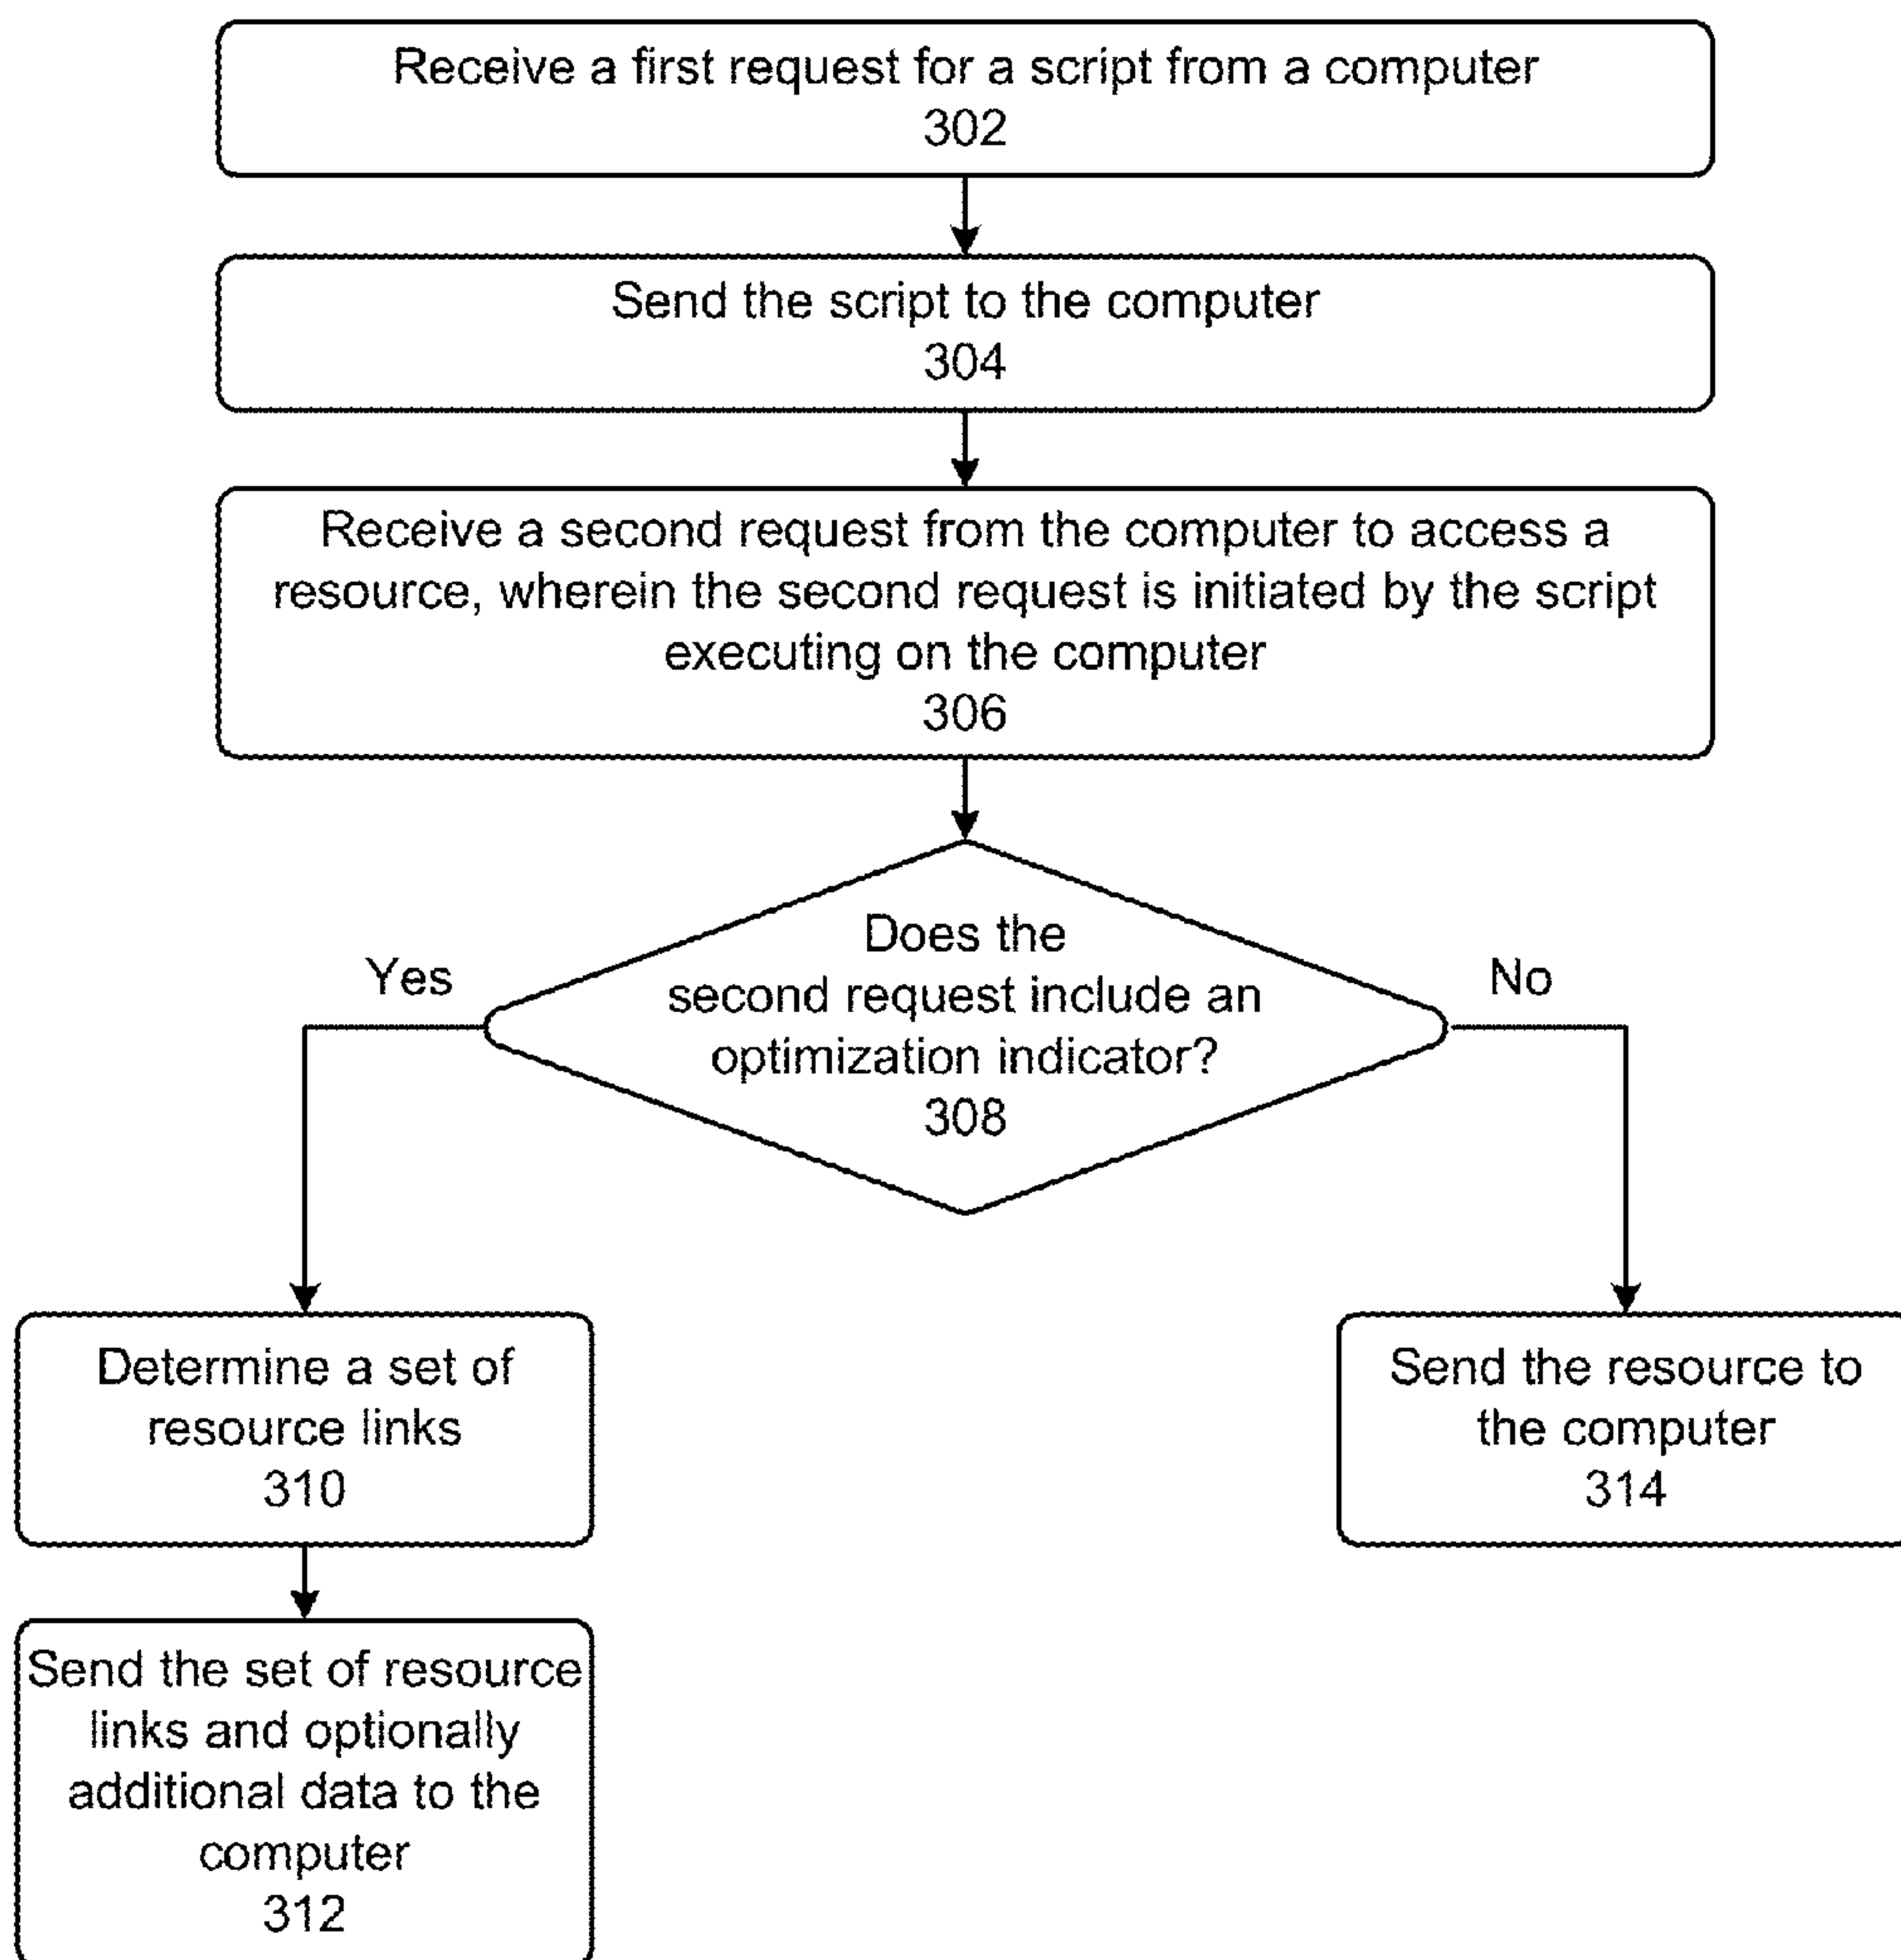 Receive a first request for a script from a computer
302
Send the script to the computer
304
Receive a second request from the computer to access a
resource, wherein the second request is initiated by the script
executing on the computer
306
Does the
second request include an
optimization indicator?
308
Yes
No
Determine a set of
resource links
310
Send the resource to
the computer
314
Send the set of resource
links and optionally
additional data to the
computer
312